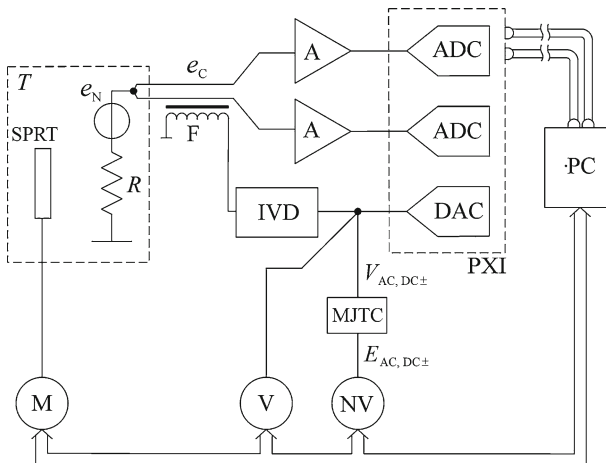 T
e_C
A
ADC
e_N
SPRT
A
ADC
F
R
·PC
IVD
DAC
PXI
V_AC, DC±
MJTC
E_AC, DC±
M
V
NV